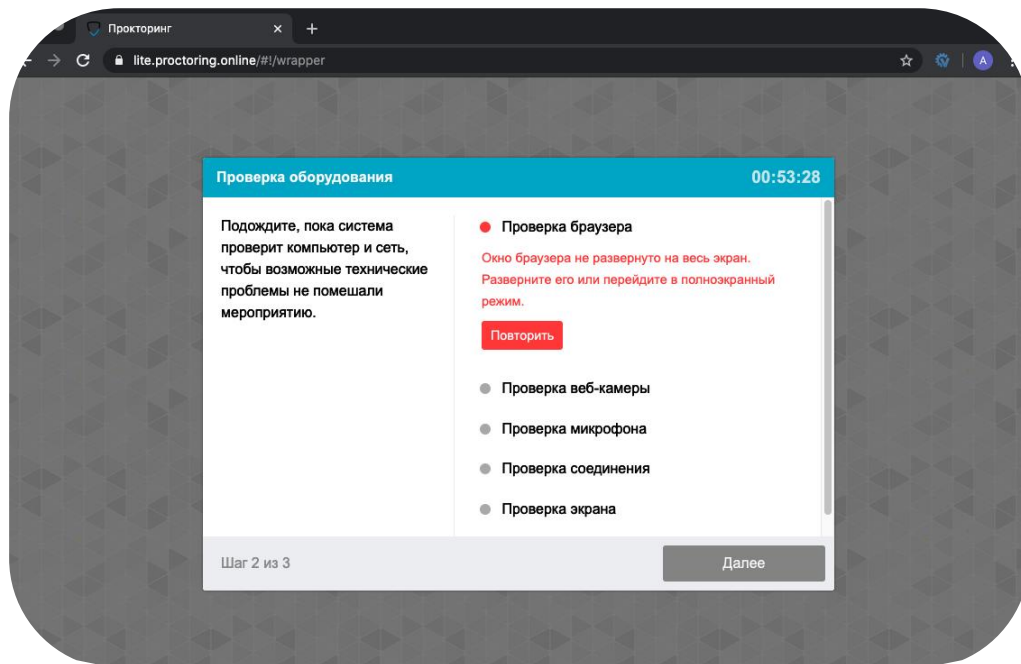 Прокторинг
lite.proctoring.online/#!/wrapper
A
Проверка оборудования
00:53:28
Подождите, пока система
проверит компьютер и сеть,
чтобы возможные технические
проблемы не помешали
мероприятию.
Проверка браузера
Окно браузера не развернуто на весь экран.
Разверните его или перейдите в полноэкранный
режим.
Повторить
Проверка веб-камеры
Проверка микрофона
Проверка соединения
Проверка экрана
Шаг 2 из 3
Далее